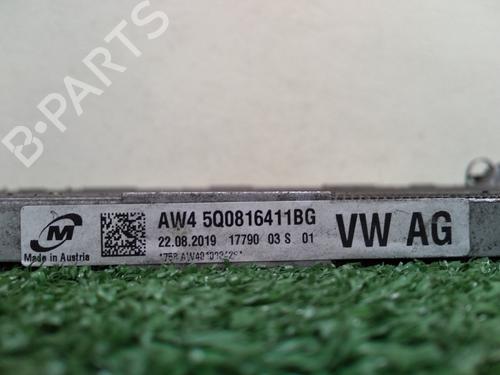 B-PARTS
M
Made in Austria
AW4 5Q0816411BG
22.08.2019 17790 03 S 01
VW AG